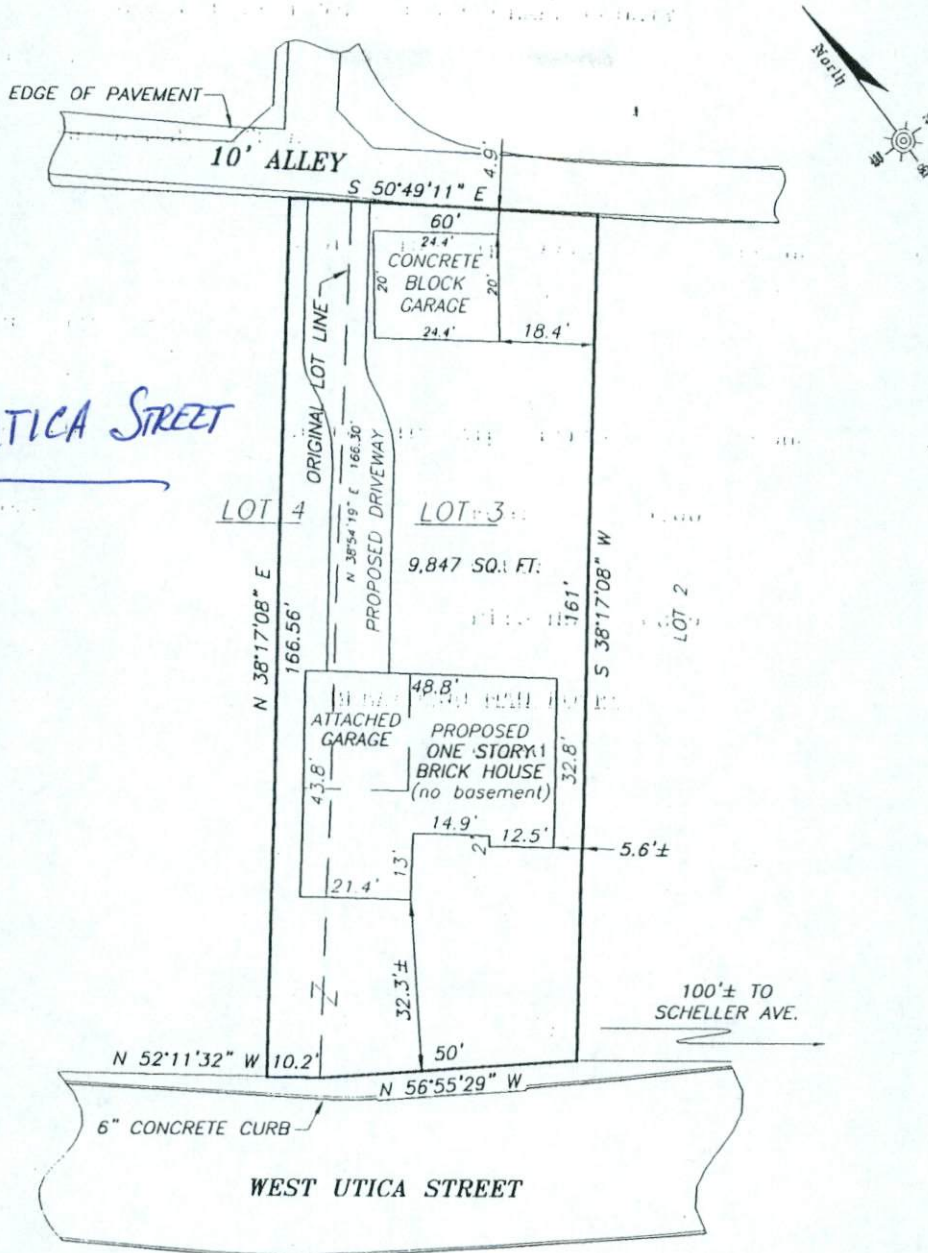 North
EDGE OF PAVEMENT
10' ALLEY
4.9'
S 50°49'11" E
60'
24.4'
CONCRETE
BLOCK
GARAGE
20'
20'
24.4'
18.4'
ORIGINAL LOT LINE
TICA STREET
N 38°54'19" E 166.30'
PROPOSED DRIVEWAY
LOT 4
LOT 3
9,847 SQ. FT.
N 38°17'08" E
166.56'
161'
S 38°17'08" W
LOT 2
48.8'
ATTACHED
GARAGE
PROPOSED
ONE STORY
BRICK HOUSE
(no basement)
43.8'
32.8'
14.9'
2'
12.5'
5.6'±
13'
21.4'
32.3'±
100'± TO
SCHELLER AVE.
N 52°11'32" W
10.2'
50'
N 56°55'29" W
6" CONCRETE CURB
WEST UTICA STREET